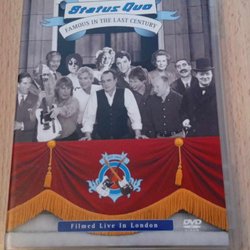 Status Quo
FAMOUS IN THE LAST CENTURY
Filmed Live In London
DVD